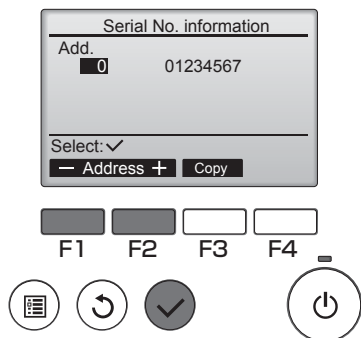 Serial No. information
Add.
0 01234567
Select:✓
− Address + Copy
F1 F2 F3 F4